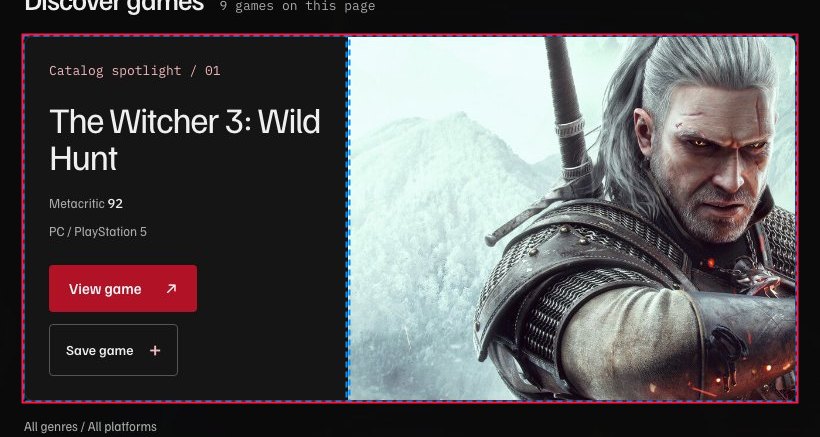 Discover games 9 games on this page
Catalog spotlight / 01
The Witcher 3: Wild
Hunt
Metacritic 92
PC / PlayStation 5
View game
Save game
All genres / All platforms